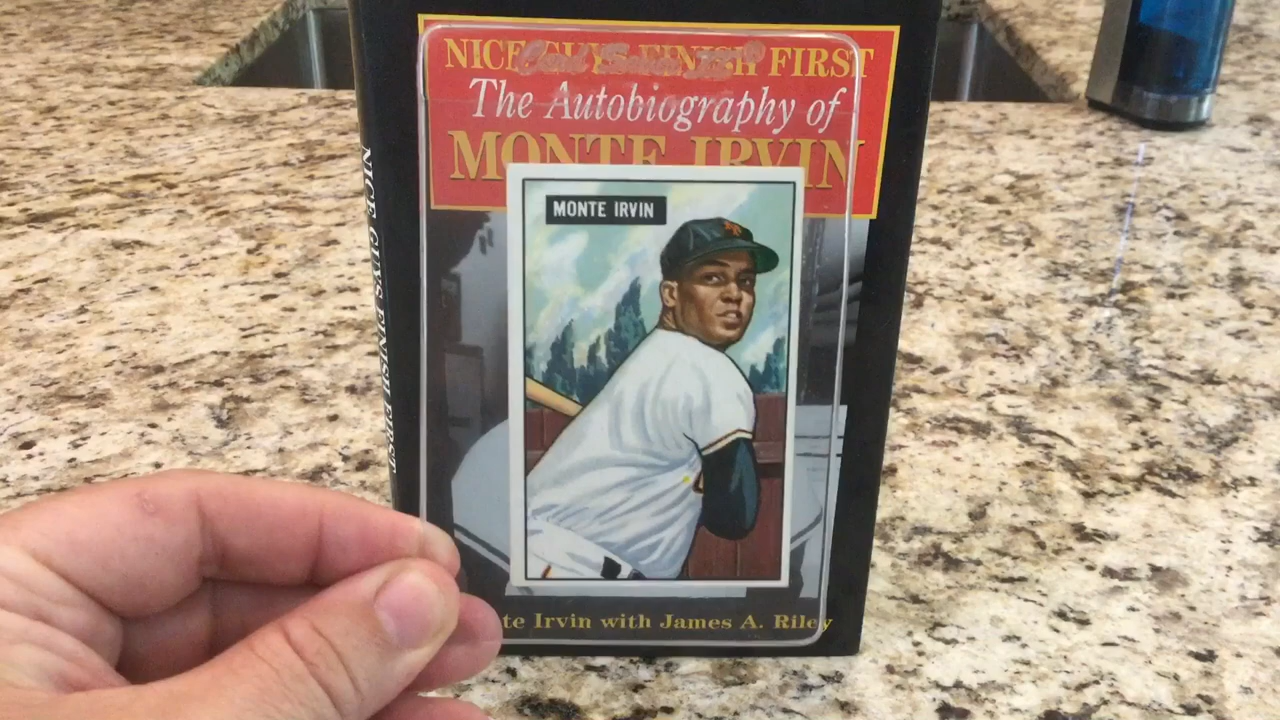 NICE GUYS FINISH FIRST
The Autobiography of
MONTE IRVIN
MONTE IRVIN
te Irvin with James A. Riley
NICE GUYS FINISH FIRST